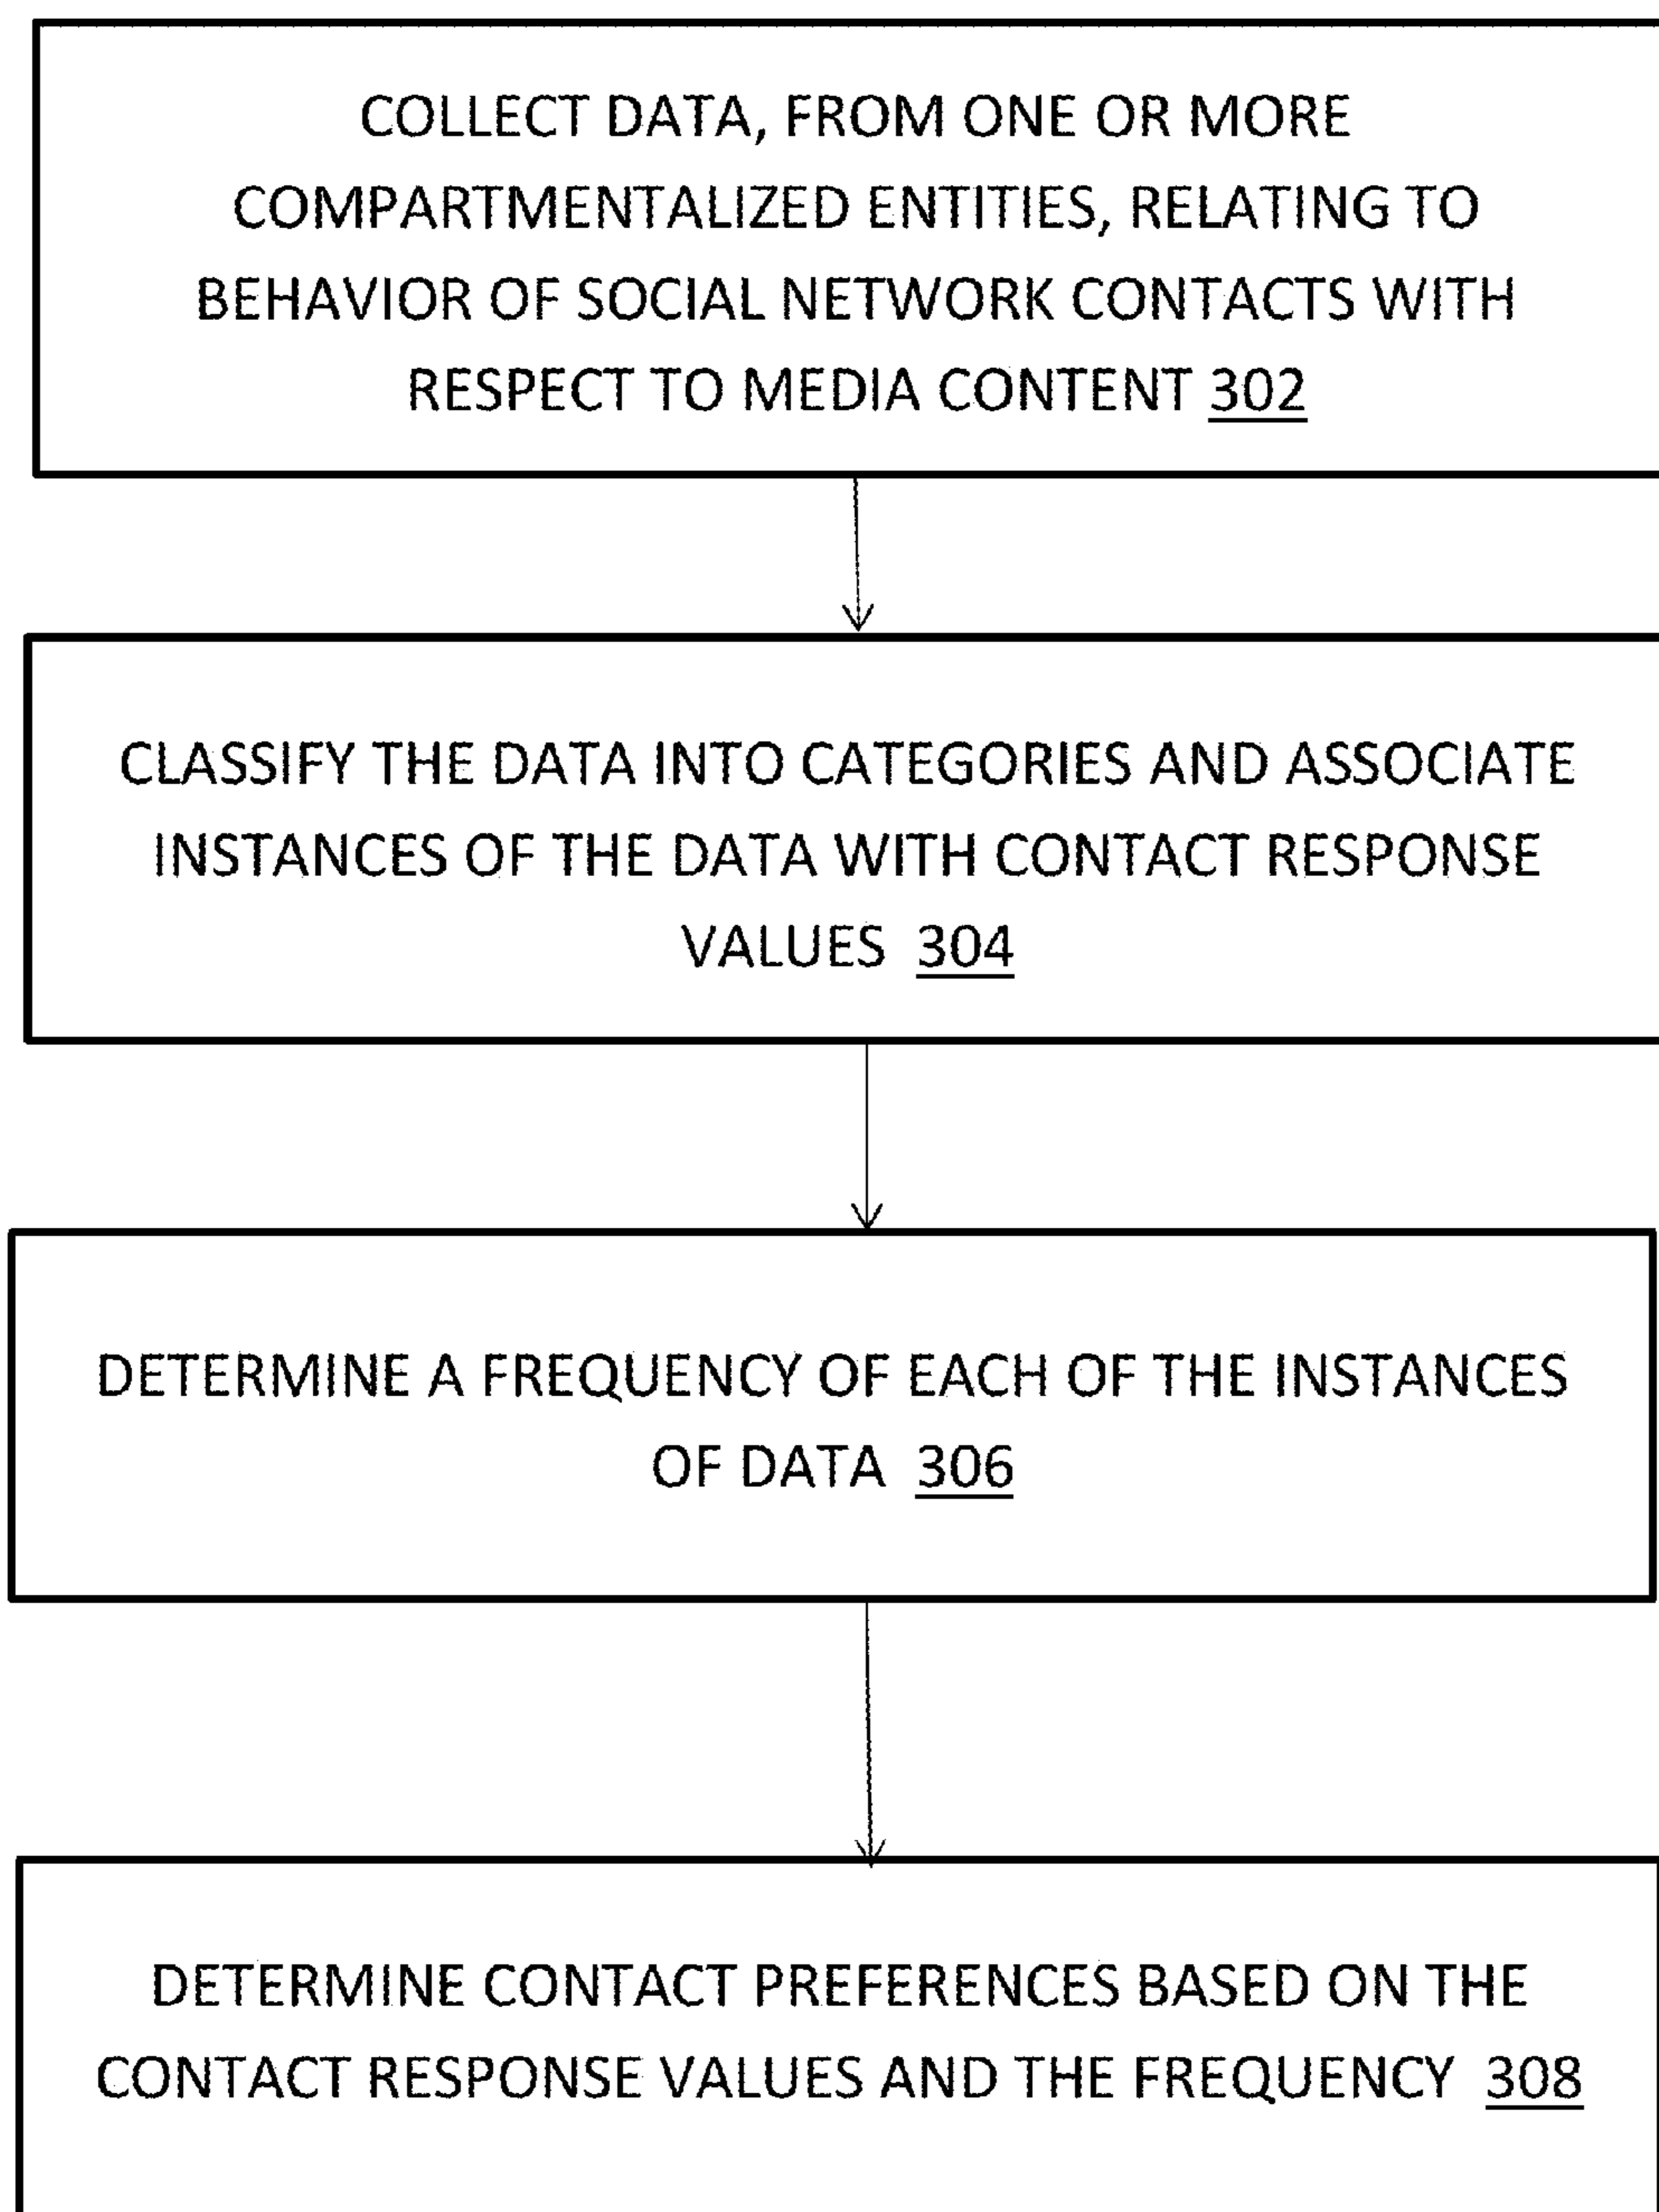 COLLECT DATA, FROM ONE OR MORE
COMPARTMENTALIZED ENTITIES, RELATING TO
BEHAVIOR OF SOCIAL NETWORK CONTACTS WITH
RESPECT TO MEDIA CONTENT 302
CLASSIFY THE DATA INTO CATEGORIES AND ASSOCIATE
INSTANCES OF THE DATA WITH CONTACT RESPONSE
VALUES 304
DETERMINE A FREQUENCY OF EACH OF THE INSTANCES
OF DATA 306
DETERMINE CONTACT PREFERENCES BASED ON THE
CONTACT RESPONSE VALUES AND THE FREQUENCY 308